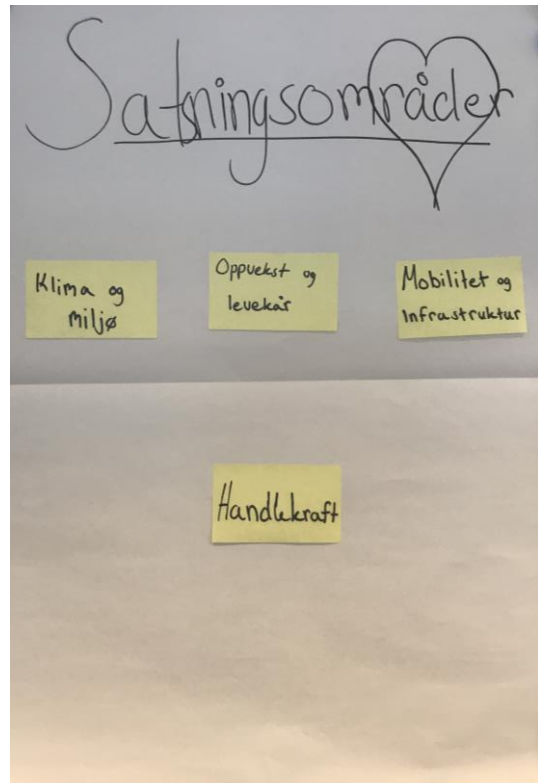 Satsningsområder
Klima og
miljø
Oppvekst og
levekår
Mobilitet og
Infrastruktur
Handlekraft